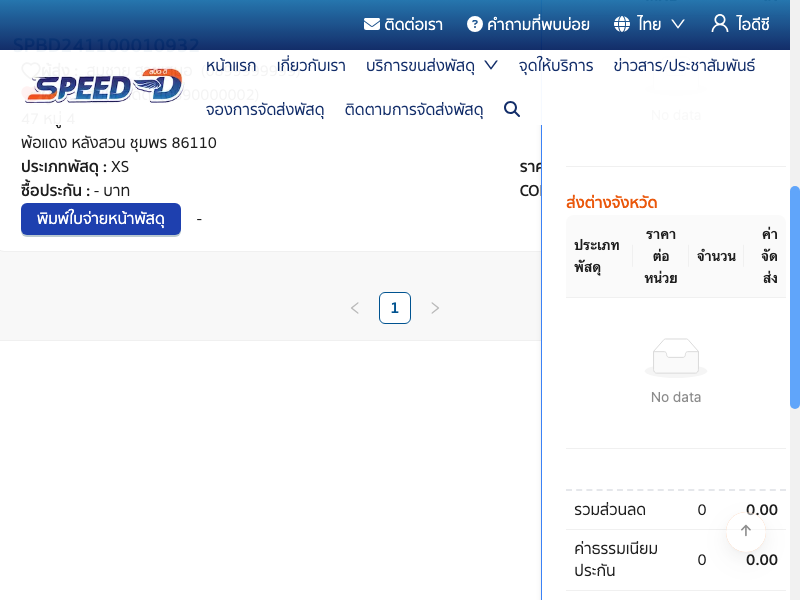 ติดต่อเรา
คำถามที่พบบ่อย
ไทย
ไอดีซี
SPBD241100010932
SPEED D
หน้าแรก
เกี่ยวกับเรา
บริการขนส่งพัสดุ
จุดให้บริการ
ข่าวสาร/ประชาสัมพันธ์
จองการจัดส่งพัสดุ
ติดตามการจัดส่งพัสดุ
47 หมู่ 4
พ้อแดง หลังสวน ชุมพร 86110
ประเภทพัสดุ : XS
ซื้อประกัน : - บาท
พิมพ์ใบจ่ายหน้าพัสดุ
-
1
No data
ส่งต่างจังหวัด
ประเภทพัสดุ
ราคาต่อหน่วย
จำนวน
ค่าจัดส่ง
No data
รวมส่วนลด 0 0.00
ค่าธรรมเนียมประกัน 0 0.00